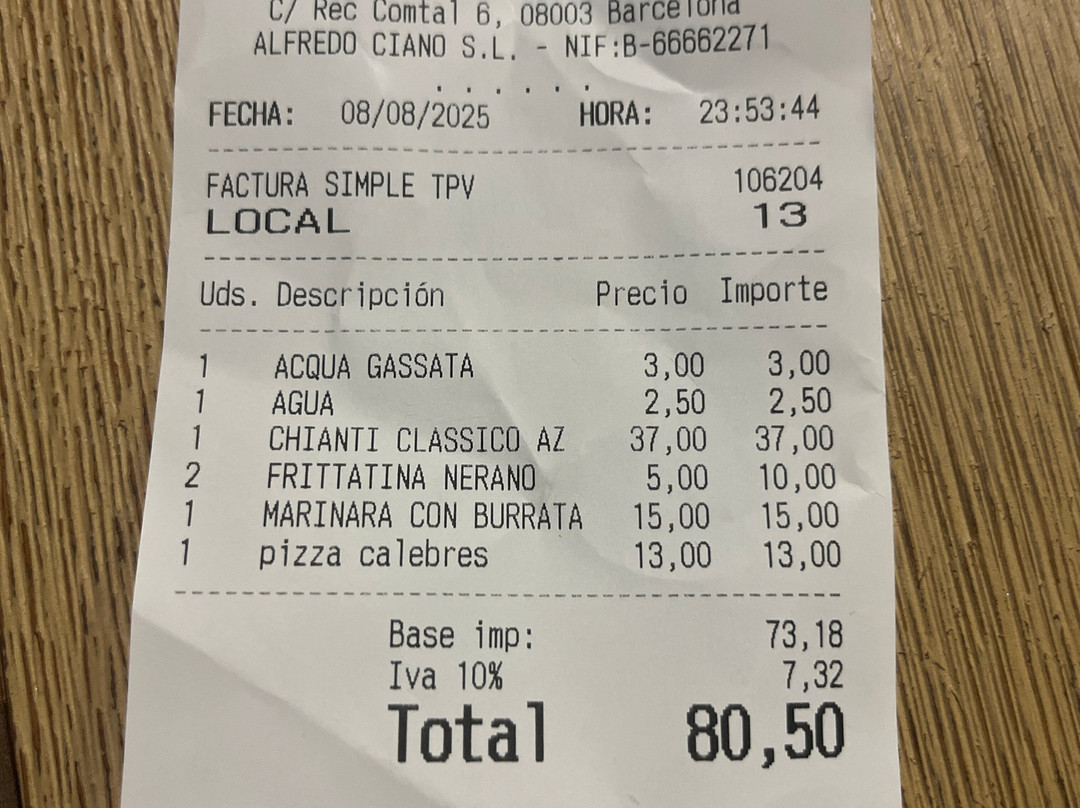 C/ Rec Comtal 6, 08003 Barcelona
ALFREDO CIANO S.L. - NIF:B-66662271
. . . . . .
FECHA: 08/08/2025 HORA: 23:53:44
FACTURA SIMPLE TPV 106204
LOCAL 13
Uds. Descripción Precio Importe
1 ACQUA GASSATA 3,00 3,00
1 AGUA 2,50 2,50
1 CHIANTI CLASSICO AZ 37,00 37,00
2 FRITTATINA NERANO 5,00 10,00
1 MARINARA CON BURRATA 15,00 15,00
1 pizza calebres 13,00 13,00
Base imp: 73,18
Iva 10% 7,32
Total 80,50